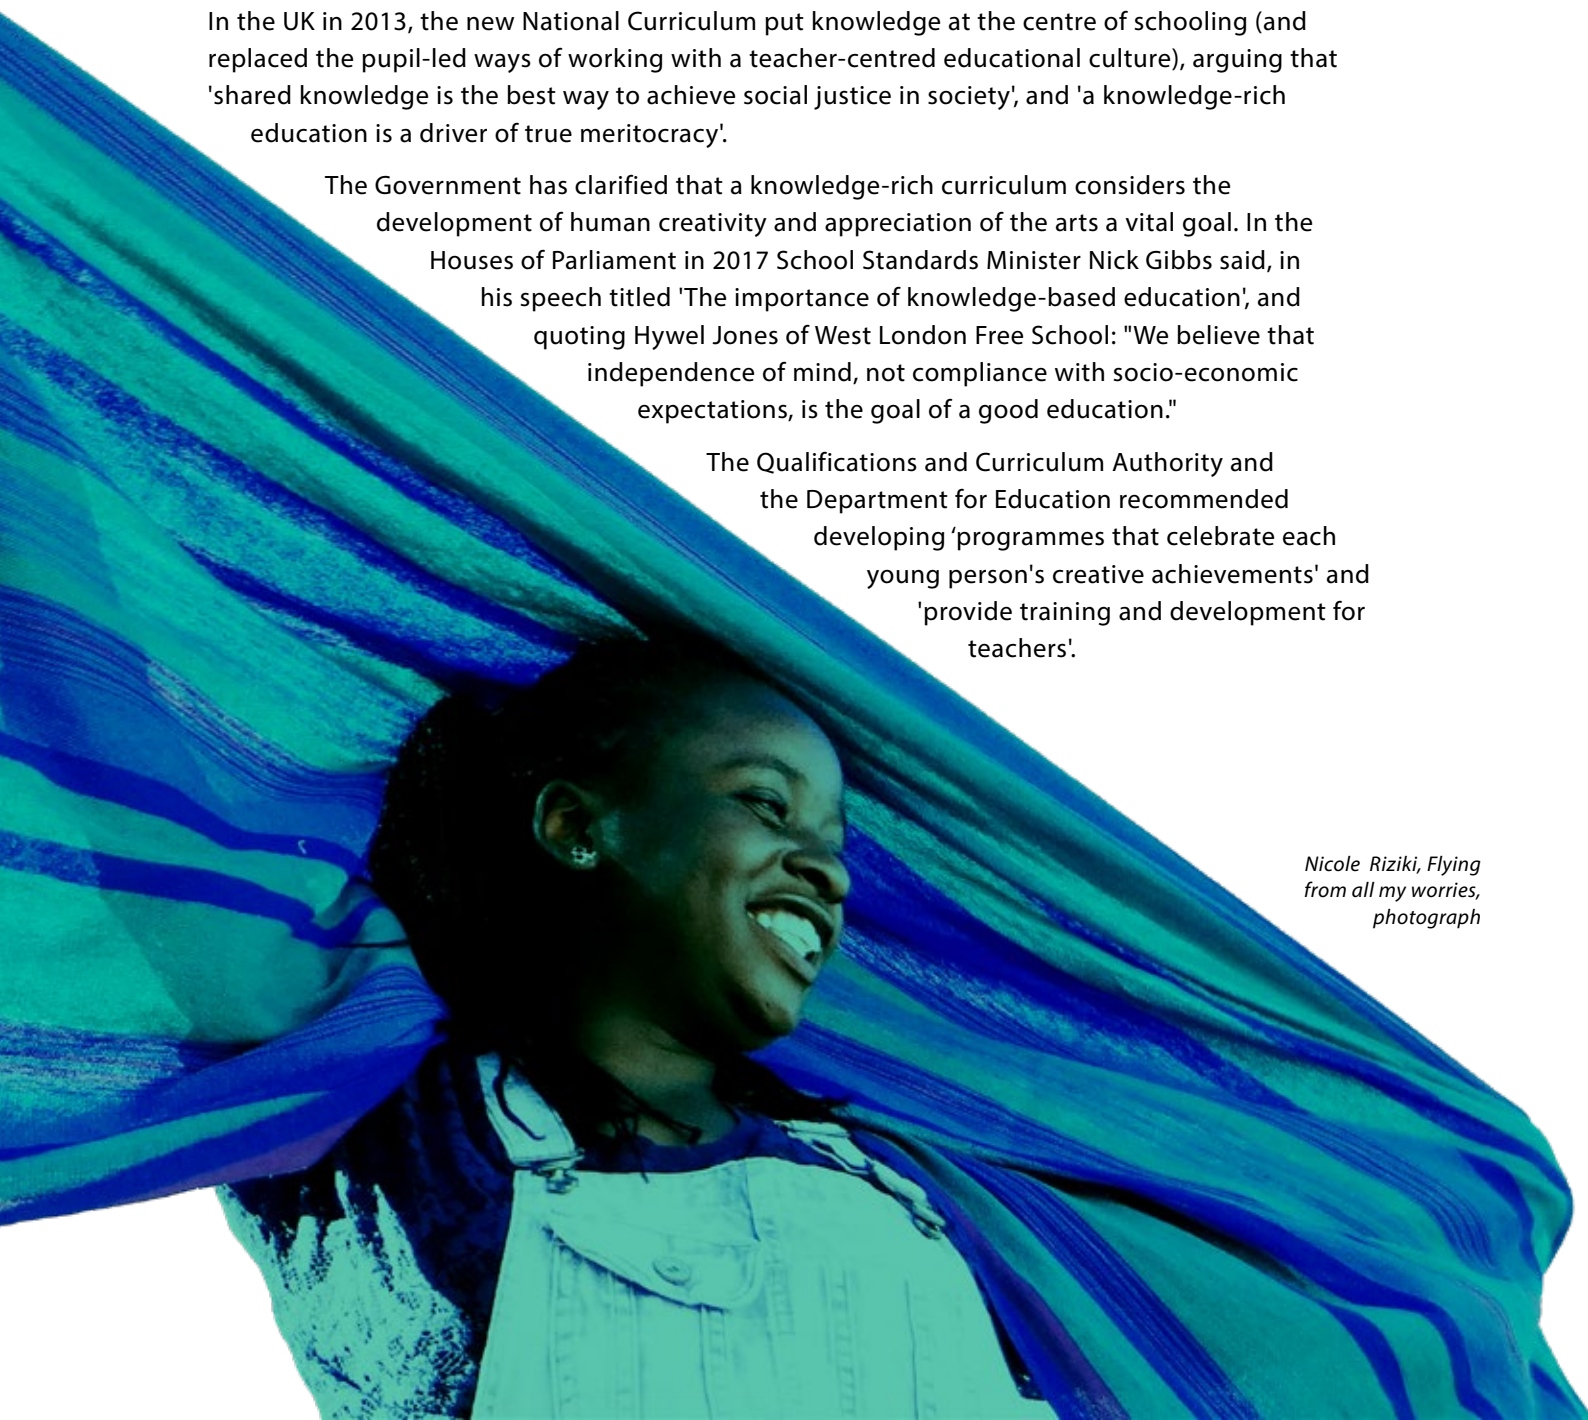 In the UK in 2013, the new National Curriculum put knowledge at the centre of schooling (and
replaced the pupil-led ways of working with a teacher-centred educational culture), arguing that
'shared knowledge is the best way to achieve social justice in society', and 'a knowledge-rich
education is a driver of true meritocracy'.
The Government has clarified that a knowledge-rich curriculum considers the
development of human creativity and appreciation of the arts a vital goal. In the
Houses of Parliament in 2017 School Standards Minister Nick Gibbs said, in
his speech titled 'The importance of knowledge-based education', and
quoting Hywel Jones of West London Free School: "We believe that
independence of mind, not compliance with socio-economic
expectations, is the goal of a good education."
The Qualifications and Curriculum Authority and
the Department for Education recommended
developing ‘programmes that celebrate each
young person's creative achievements' and
'provide training and development for
teachers'.
Nicole Riziki, Flying
from all my worries,
photograph